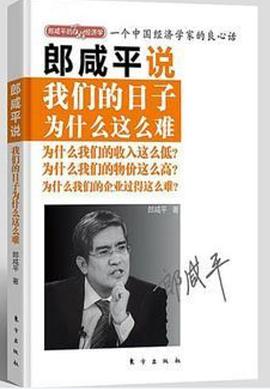 郎咸平说
我们的日子为什么这么难
郎咸平 著
一个中国经济学家的良心话
郎咸平说
我们的日子
为什么这么难
为什么我们的收入这么低?
为什么我们的物价这么高?
为什么我们的企业过得这么难?
郎咸平 著
郎咸平
东方出版社